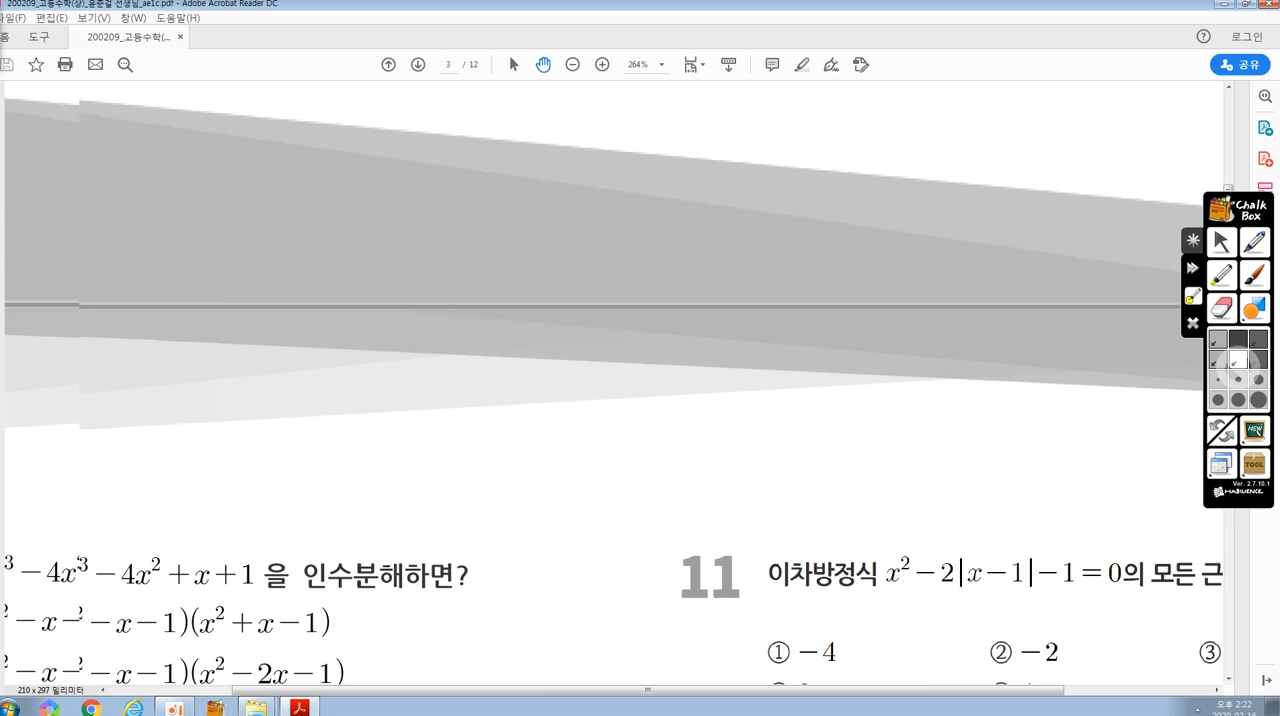 200209_고등수학(상)_윤준걸 선생님_ae1c.pdf - Adobe Acrobat Reader DC
파일(F) 편집(E) 보기(V) 창(W) 도움말(H)
홈 도구 200209_고등수학(... × ? 로그인
3 / 12 264% 공유
Chalk
Box
NEW
TOOL
Ver. 2.7.10.1
HABILIENCE
³ − 4x³ − 4x² + x + 1 을 인수분해하면?
² − x − ² − x − 1)(x² + x − 1)
² − x − ² − x − 1)(x² − 2x − 1)
11 이차방정식 x² − 2|x − 1| − 1 = 0의 모든 근
① −4 ② −2 ③
210 x 297 밀리미터
오후 2:22